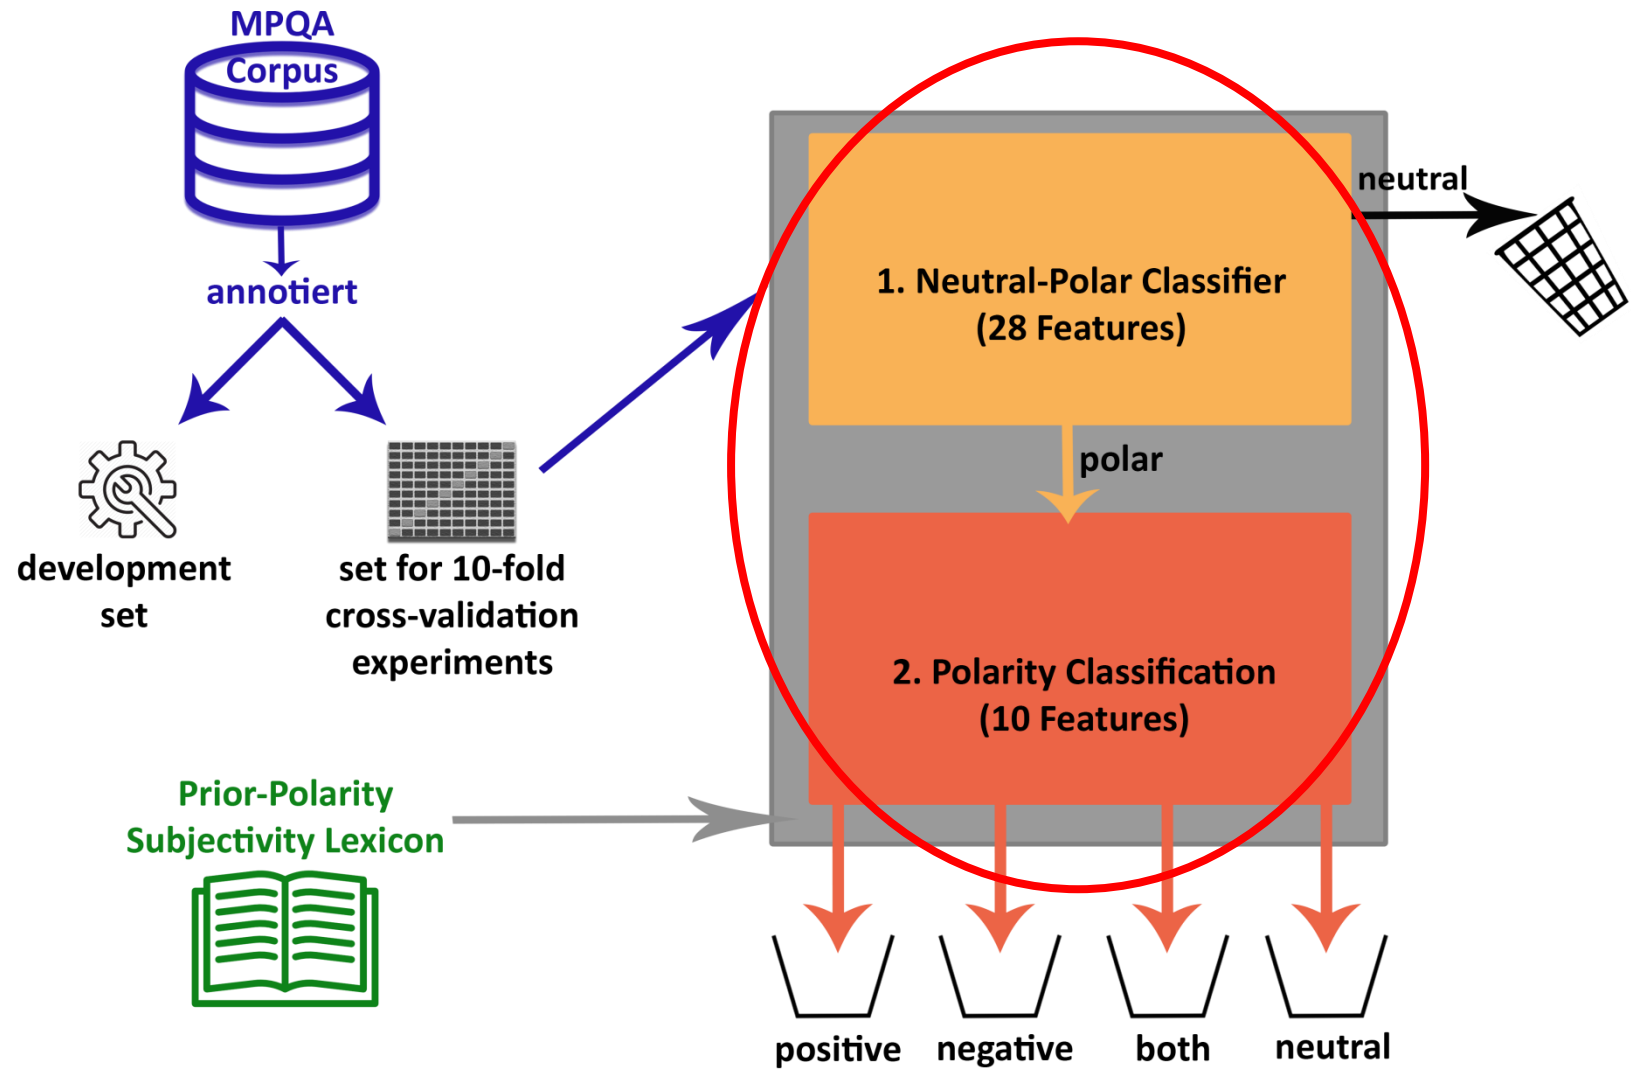 MPQA
Corpus
annotiert
development
set
set for 10-fold
cross-validation
experiments
Prior-Polarity
Subjectivity Lexicon
1. Neutral-Polar Classifier
(28 Features)
neutral
polar
2. Polarity Classification
(10 Features)
positive
negative
both
neutral